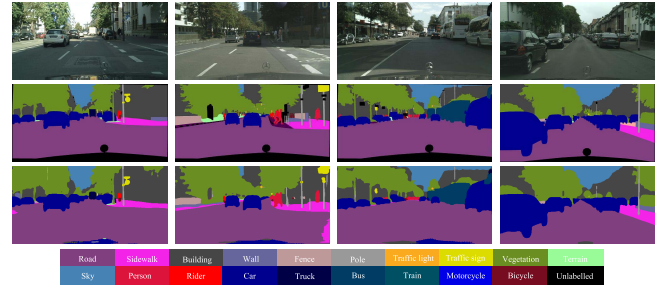 Road Sidewalk Building Wall Fence Pole Traffic light Traffic sign Vegetation Terrain
Sky Person Rider Car Truck Bus Train Motorcycle Bicycle Unlabelled